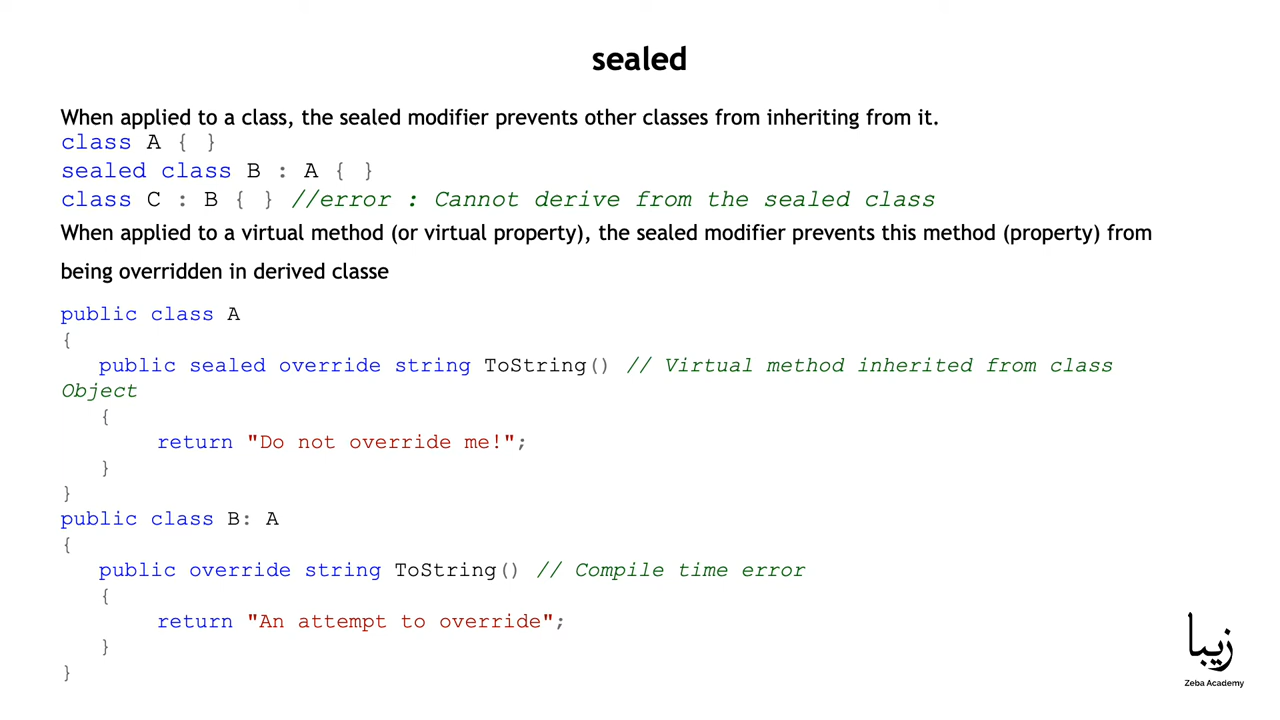 sealed
When applied to a class, the sealed modifier prevents other classes from inheriting from it.
class A { }
sealed class B : A { }
class C : B { } //error : Cannot derive from the sealed class
When applied to a virtual method (or virtual property), the sealed modifier prevents this method (property) from
being overridden in derived classe
public class A
{
public sealed override string ToString() // Virtual method inherited from class
Object
{
return "Do not override me!";
}
}
public class B: A
{
public override string ToString() // Compile time error
{
return "An attempt to override";
}
}
زیبا
Zeba Academy